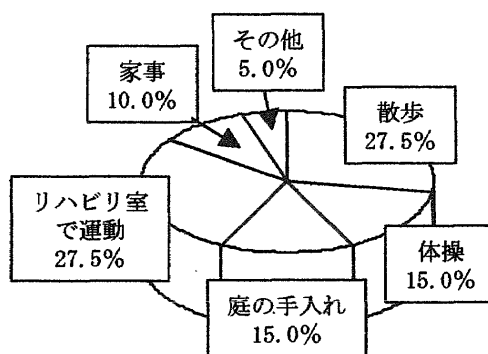 その他
5.0%
家事
10.0%
散歩
27.5%
リハビリ室
で運動
27.5%
体操
15.0%
庭の手入れ
15.0%